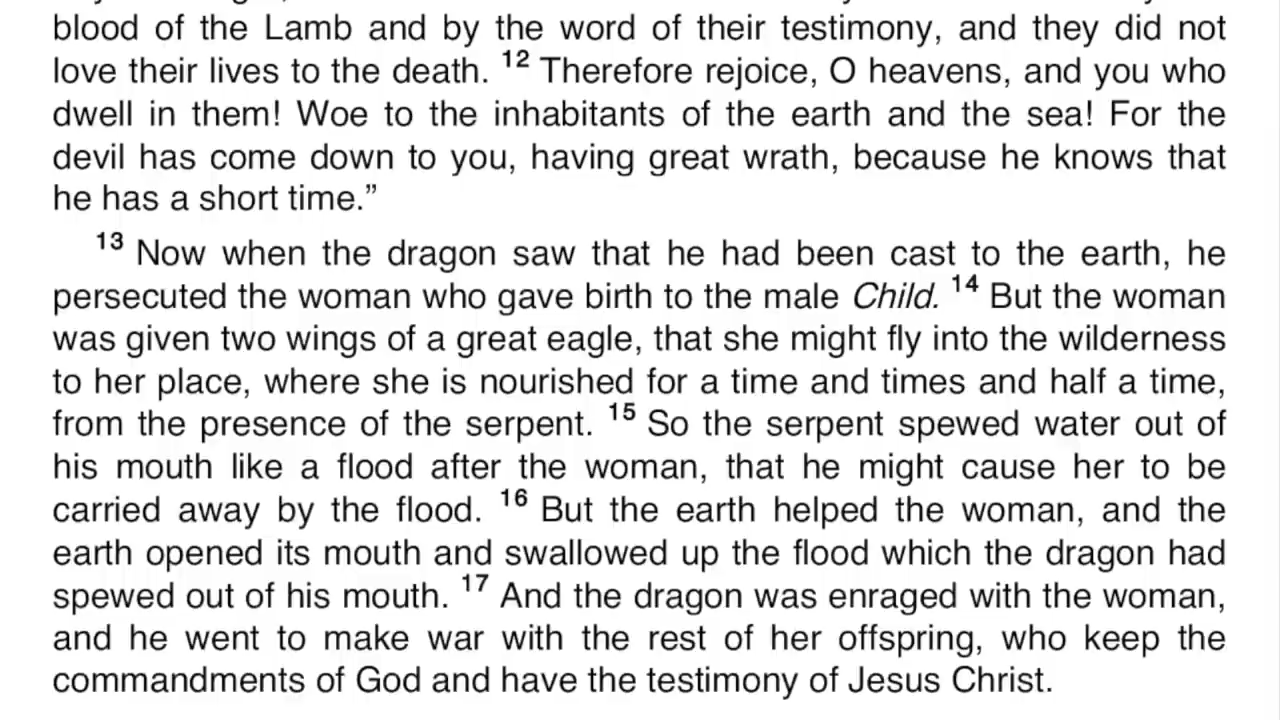 blood of the Lamb and by the word of their testimony, and they did not
love their lives to the death. 12 Therefore rejoice, O heavens, and you who
dwell in them! Woe to the inhabitants of the earth and the sea! For the
devil has come down to you, having great wrath, because he knows that
he has a short time.”
13 Now when the dragon saw that he had been cast to the earth, he
persecuted the woman who gave birth to the male Child. 14 But the woman
was given two wings of a great eagle, that she might fly into the wilderness
to her place, where she is nourished for a time and times and half a time,
from the presence of the serpent. 15 So the serpent spewed water out of
his mouth like a flood after the woman, that he might cause her to be
carried away by the flood. 16 But the earth helped the woman, and the
earth opened its mouth and swallowed up the flood which the dragon had
spewed out of his mouth. 17 And the dragon was enraged with the woman,
and he went to make war with the rest of her offspring, who keep the
commandments of God and have the testimony of Jesus Christ.